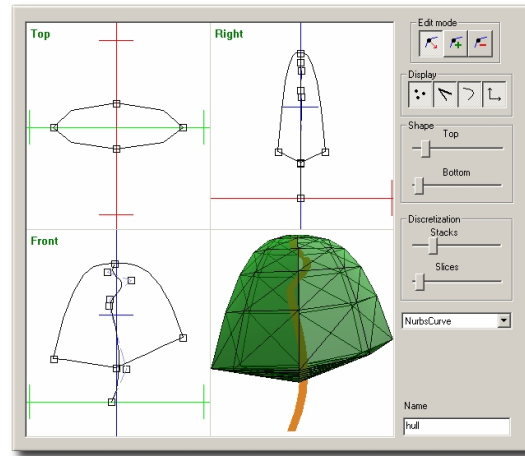 Top
Right
Edit mode
Display
Shape
Top
Bottom
Front
Discretization
Stacks
Slices
NurbsCurve
Name
hull